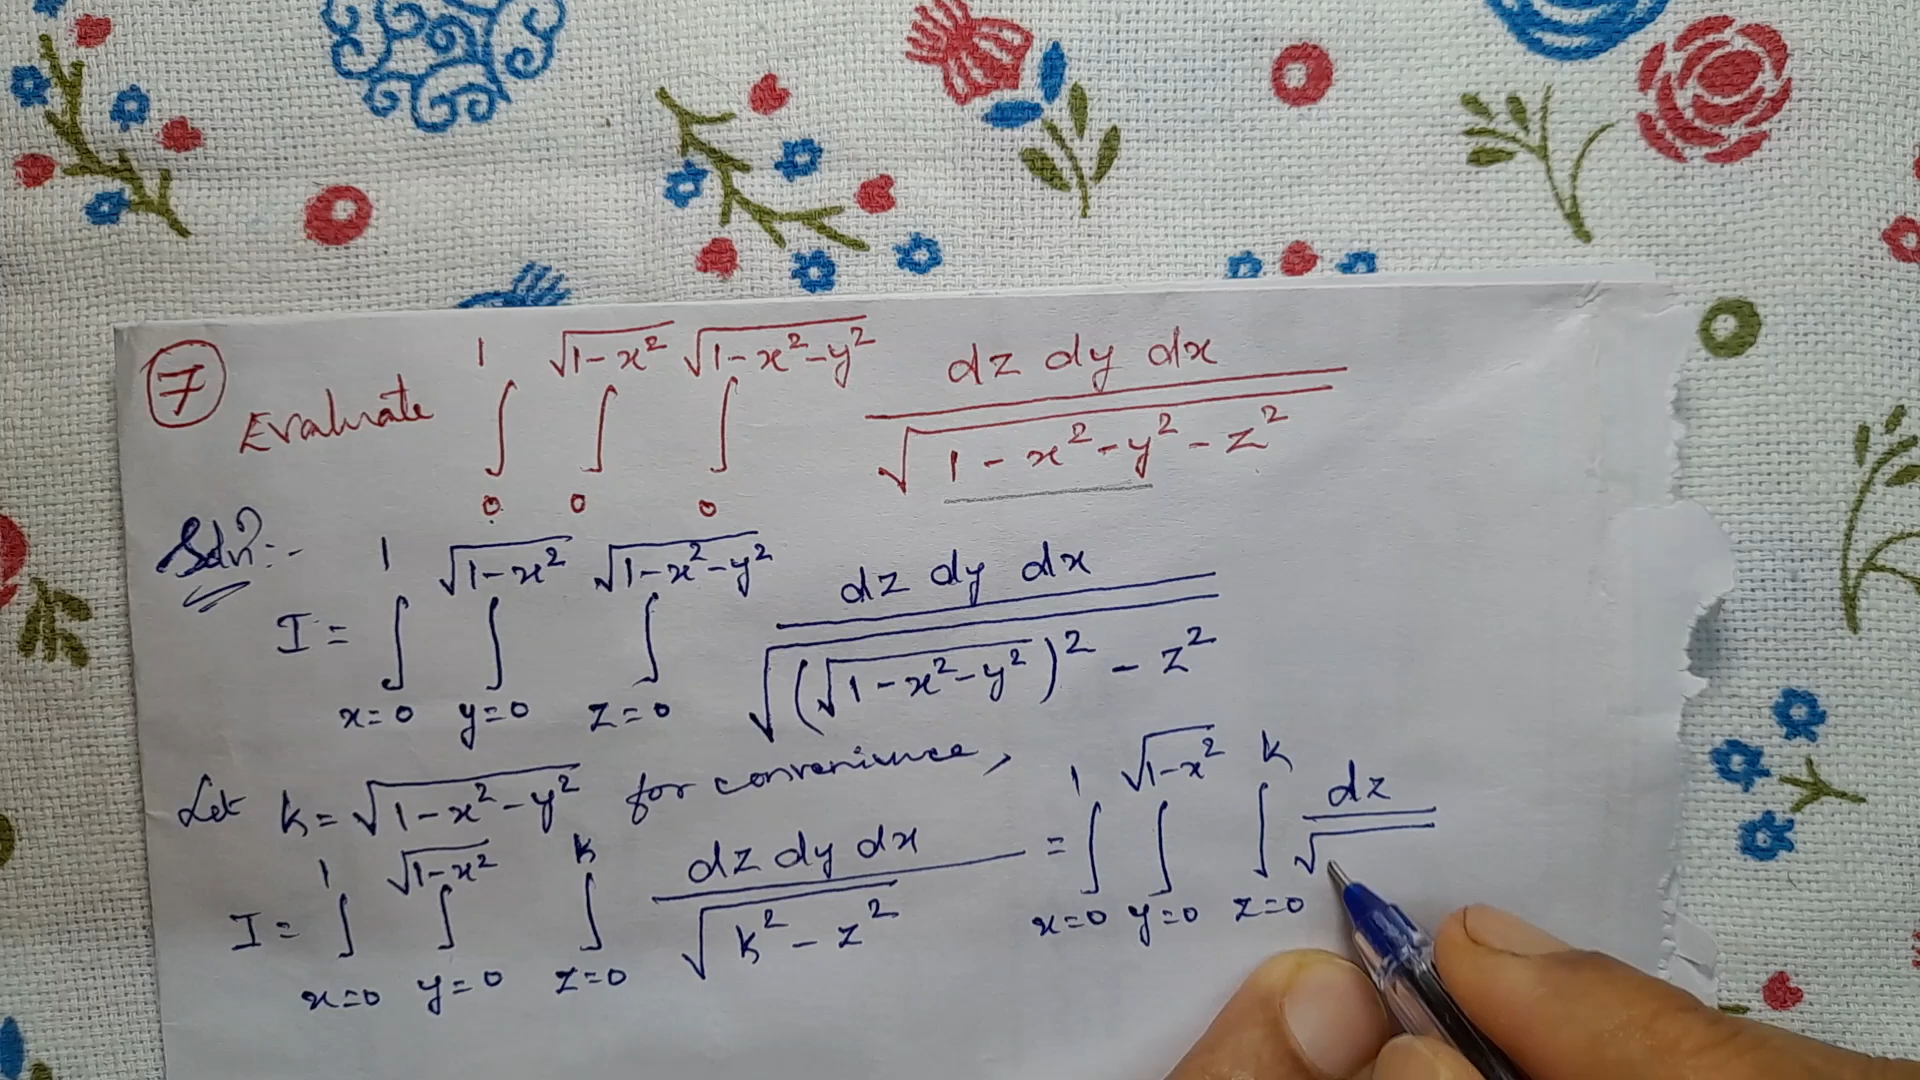 ⑦ Evaluate ∫₀¹ ∫₀^√(1-x²) ∫₀^√(1-x²-y²) dz dy dx / √(1-x²-y²-z²)
Soln:-
I = ∫_{x=0}^{1} ∫_{y=0}^{√(1-x²)} ∫_{z=0}^{√(1-x²-y²)} dz dy dx / √((√(1-x²-y²))² - z²)
Let k = √(1-x²-y²) for convenience,
I = ∫_{x=0}^{1} ∫_{y=0}^{√(1-x²)} ∫_{z=0}^{k} dz dy dx / √(k² - z²) = ∫_{x=0}^{1} ∫_{y=0}^{√(1-x²)} ∫_{z=0}^{k} dz / √